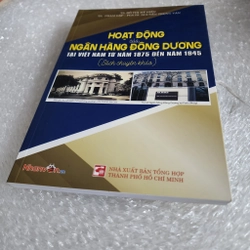 HOẠT ĐỘNG
NGÂN HÀNG ĐÔNG DƯƠNG
TẠI VIỆT NAM TỪ NĂM 1875 ĐẾN NĂM 1945
(Sách chuyên khảo)
NHÀ XUẤT BẢN TỔNG HỢP
THÀNH PHỐ HỒ CHÍ MINH